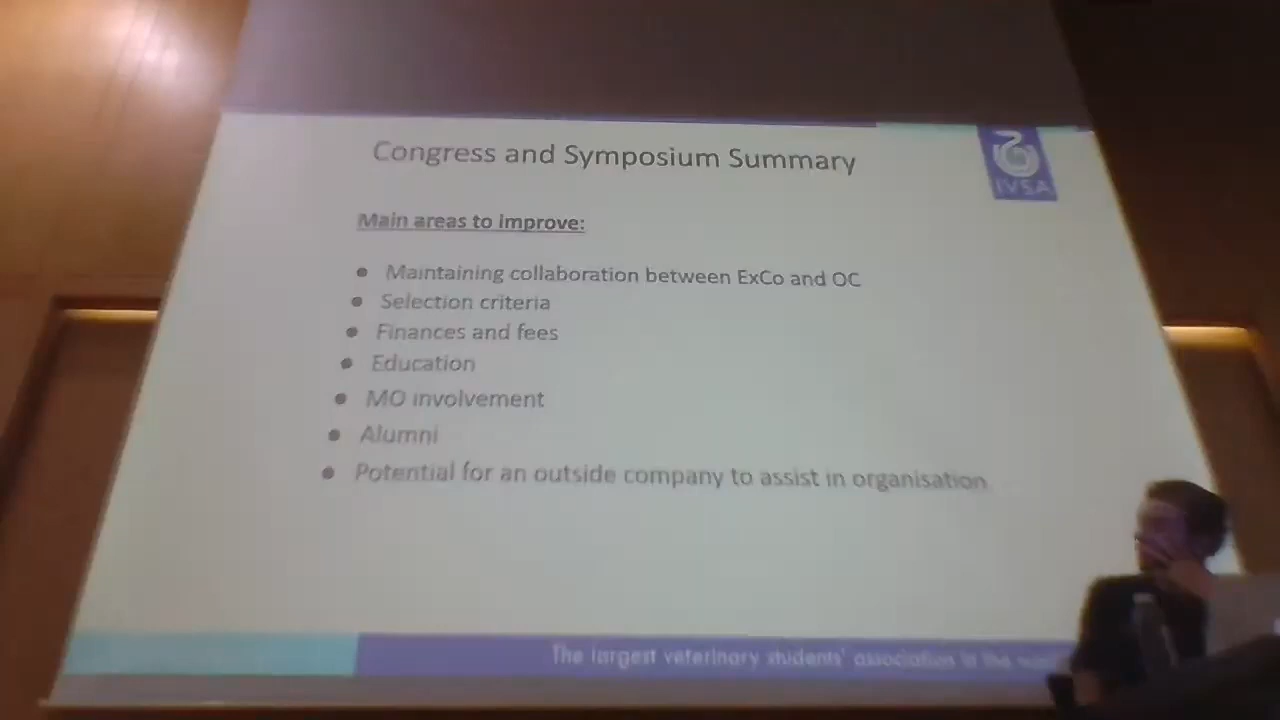 Congress and Symposium Summary
IVSA
Main areas to improve:
● Maintaining collaboration between ExCo and OC
● Selection criteria
● Finances and fees
● Education
● MO involvement
● Alumni
● Potential for an outside company to assist in organisation
The largest veterinary students' association in the